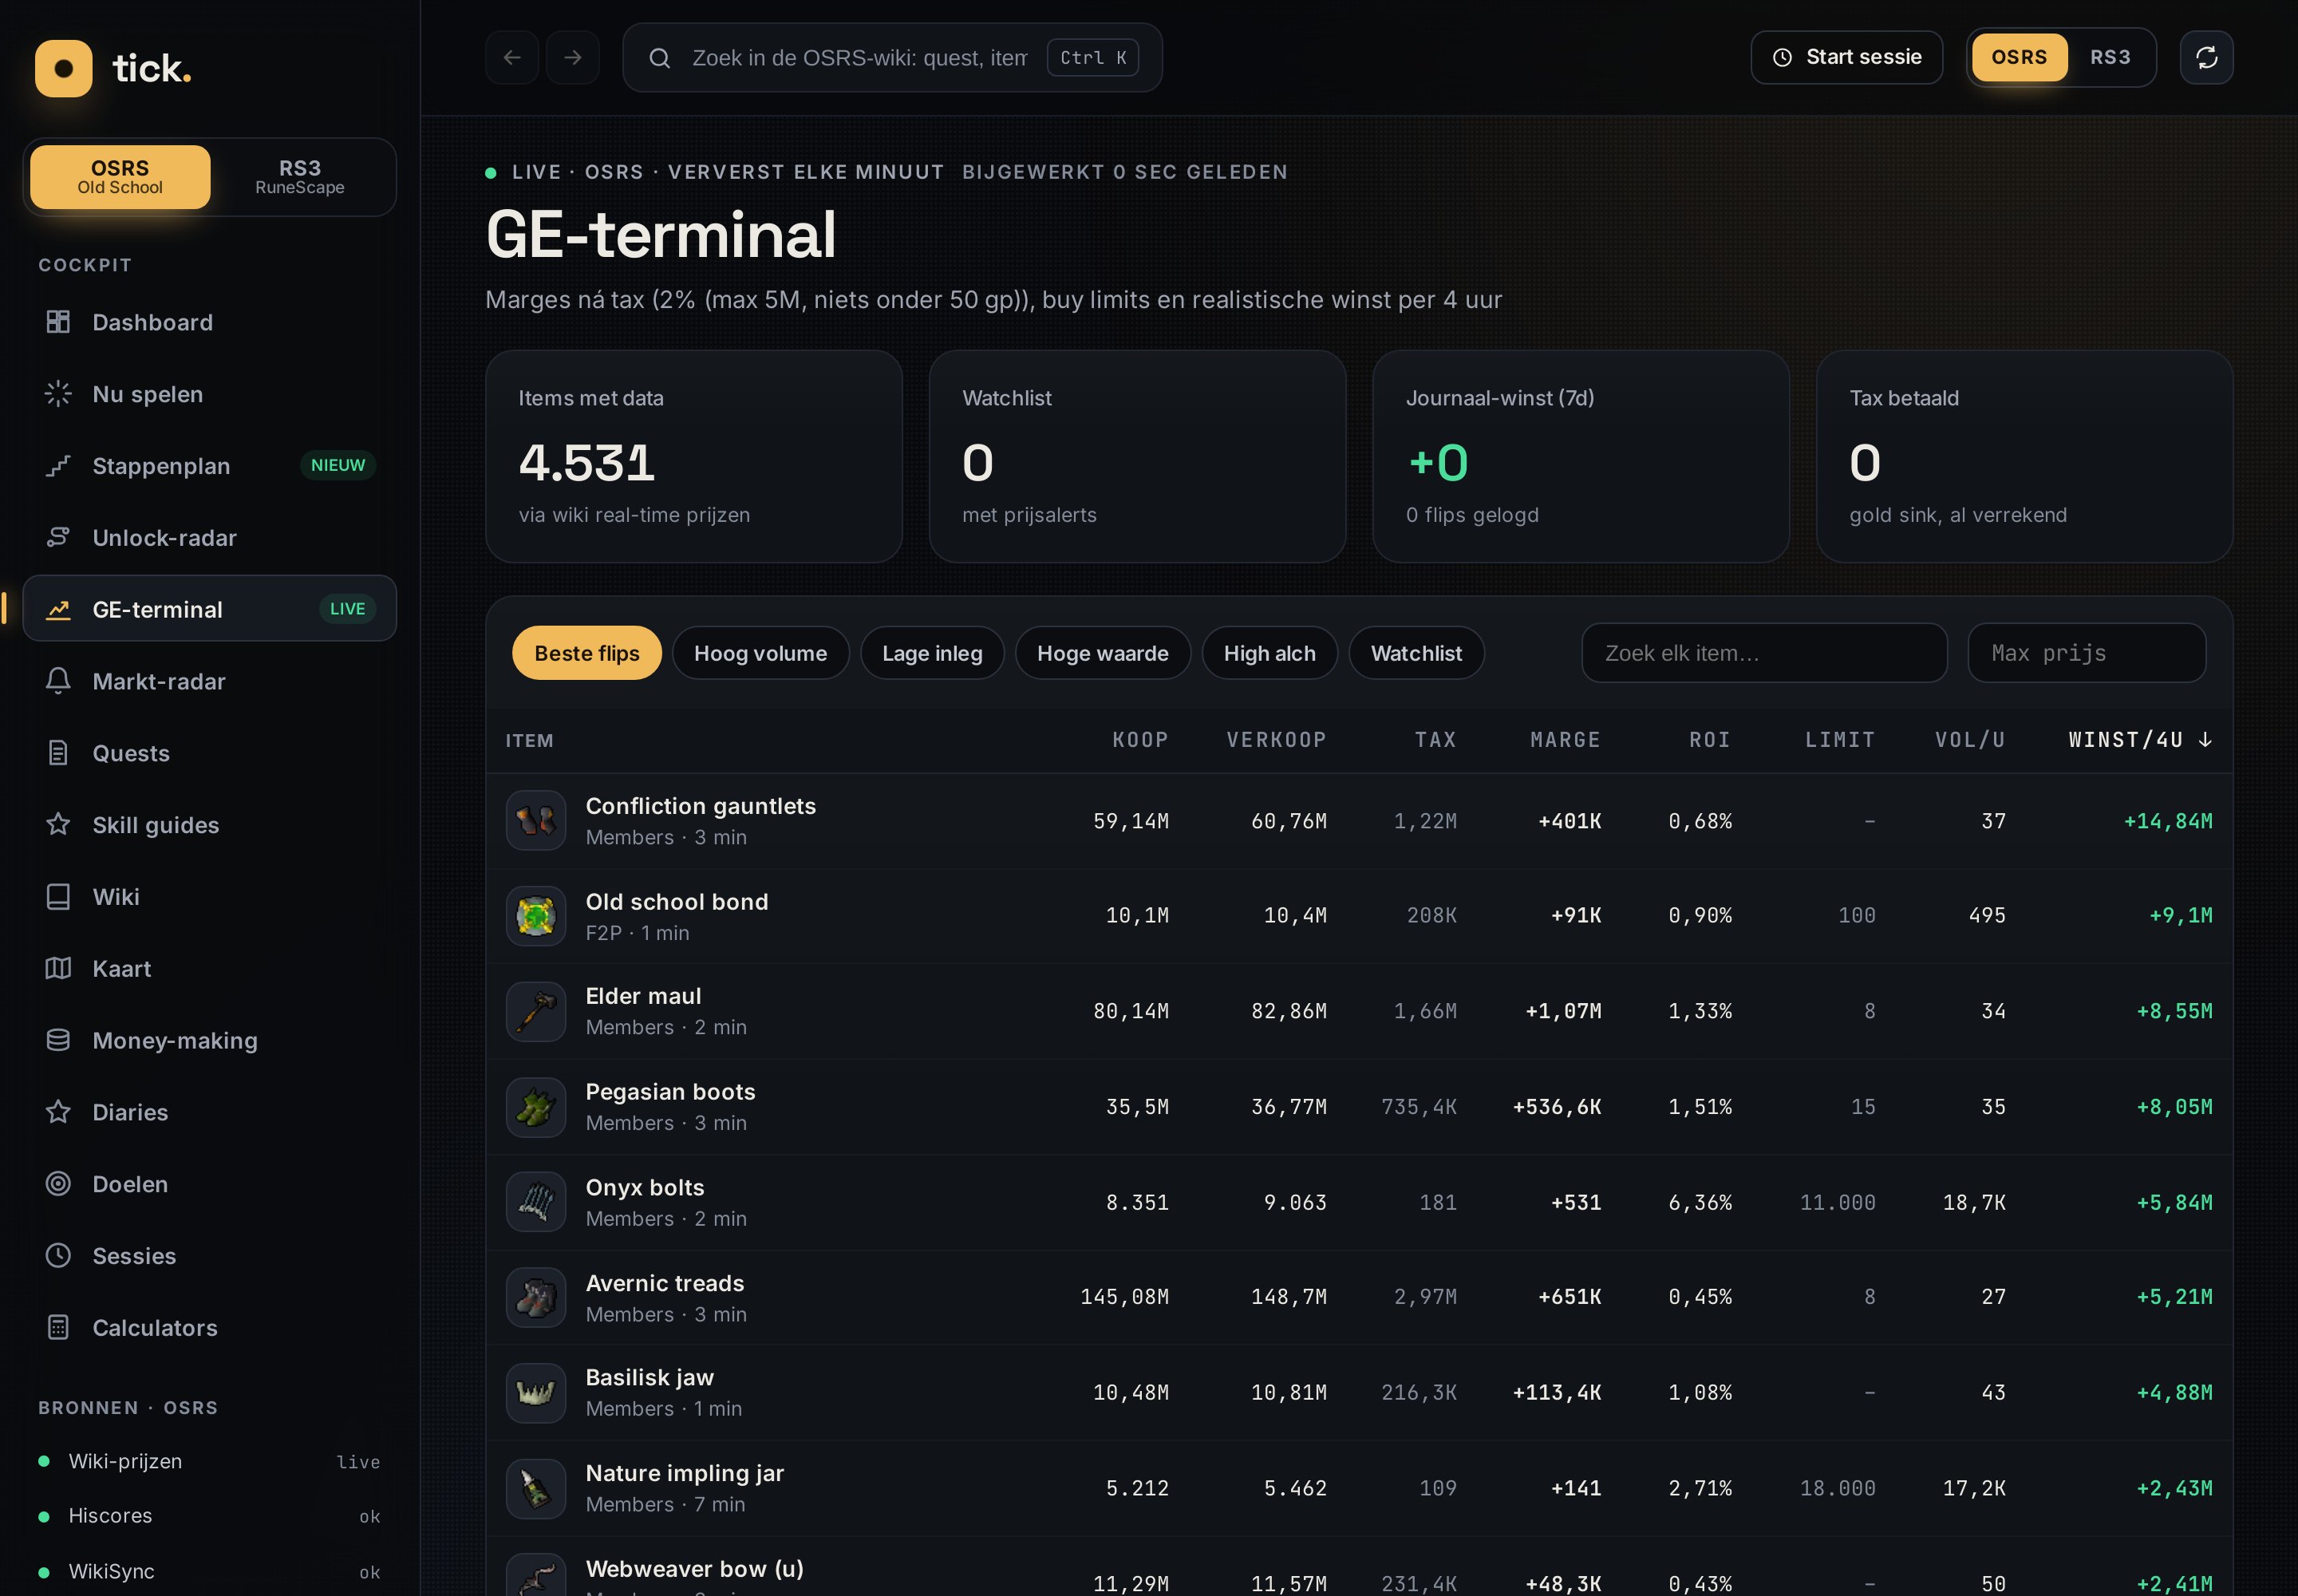 tick.
OSRS
Old School
RS3
RuneScape
COCKPIT
Dashboard
Nu spelen
Stappenplan NIEUW
Unlock-radar
GE-terminal LIVE
Markt-radar
Quests
Skill guides
Wiki
Kaart
Money-making
Diaries
Doelen
Sessies
Calculators
BRONNEN · OSRS
Wiki-prijzen live
Hiscores ok
WikiSync ok
Zoek in de OSRS-wiki: quest, item Ctrl K
Start sessie
OSRS RS3
LIVE · OSRS · VERVERST ELKE MINUUT BIJGEWERKT 0 SEC GELEDEN
GE-terminal
Marges ná tax (2% (max 5M, niets onder 50 gp)), buy limits en realistische winst per 4 uur
Items met data
4.531
via wiki real-time prijzen
Watchlist
0
met prijsalerts
Journaal-winst (7d)
+0
0 flips gelogd
Tax betaald
0
gold sink, al verrekend
Beste flips Hoog volume Lage inleg Hoge waarde High alch Watchlist Zoek elk item... Max prijs
ITEM KOOP VERKOOP TAX MARGE ROI LIMIT VOL/U WINST/4U ↓
Confliction gauntlets
Members · 3 min
59,14M 60,76M 1,22M +401K 0,68% – 37 +14,84M
Old school bond
F2P · 1 min
10,1M 10,4M 208K +91K 0,90% 100 495 +9,1M
Elder maul
Members · 2 min
80,14M 82,86M 1,66M +1,07M 1,33% 8 34 +8,55M
Pegasian boots
Members · 3 min
35,5M 36,77M 735,4K +536,6K 1,51% 15 35 +8,05M
Onyx bolts
Members · 2 min
8.351 9.063 181 +531 6,36% 11.000 18,7K +5,84M
Avernic treads
Members · 3 min
145,08M 148,7M 2,97M +651K 0,45% 8 27 +5,21M
Basilisk jaw
Members · 1 min
10,48M 10,81M 216,3K +113,4K 1,08% – 43 +4,88M
Nature impling jar
Members · 7 min
5.212 5.462 109 +141 2,71% 18.000 17,2K +2,43M
Webweaver bow (u)
11,29M 11,57M 231,4K +48,3K 0,43% – 50 +2,41M